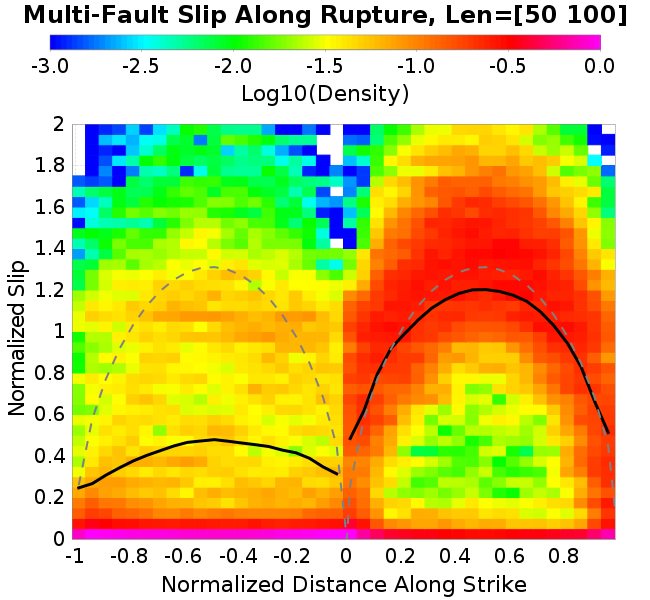 Multi-Fault Slip Along Rupture, Len=[50 100]
-3.0 -2.5 -2.0 -1.5 -1.0 -0.5 0.0
Log10(Density)
2
1.8
1.6
1.4
1.2
1
0.8
0.6
0.4
0.2
0
Normalized Slip
-1 -0.8 -0.6 -0.4 -0.2 0 0.2 0.4 0.6 0.8
Normalized Distance Along Strike